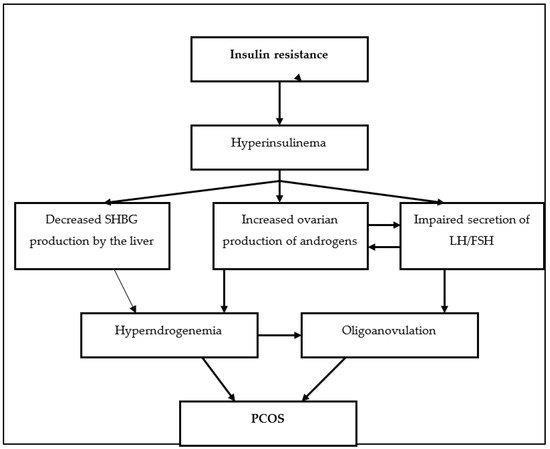 Insulin resistance
Hyperinsulinema
Decreased SHBG
production by the liver
Increased ovarian
production of androgens
Impaired secretion of
LH/FSH
Hyperndrogenemia
Oligoanovulation
PCOS